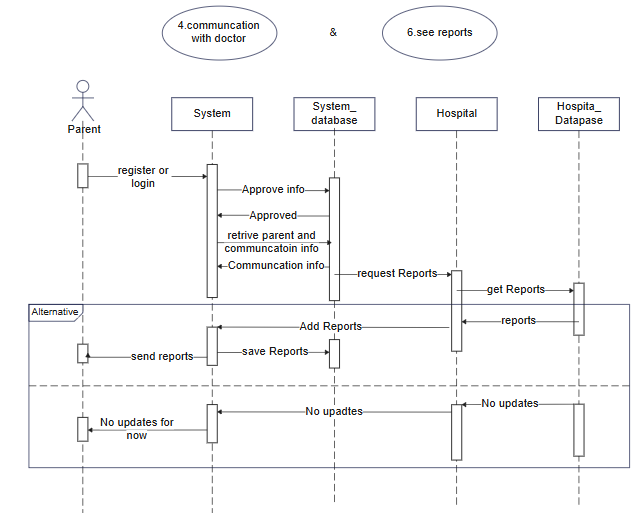 4.communcation
with doctor
&
6.see reports
Parent
System
System_
database
Hospital
Hospita_
Datapase
register or
login
Approve info
Approved
retrive parent and
communcatoin info
Communcation info
request Reports
get Reports
Alternative
reports
Add Reports
save Reports
send reports
No updates
No upadtes
No updates for
now